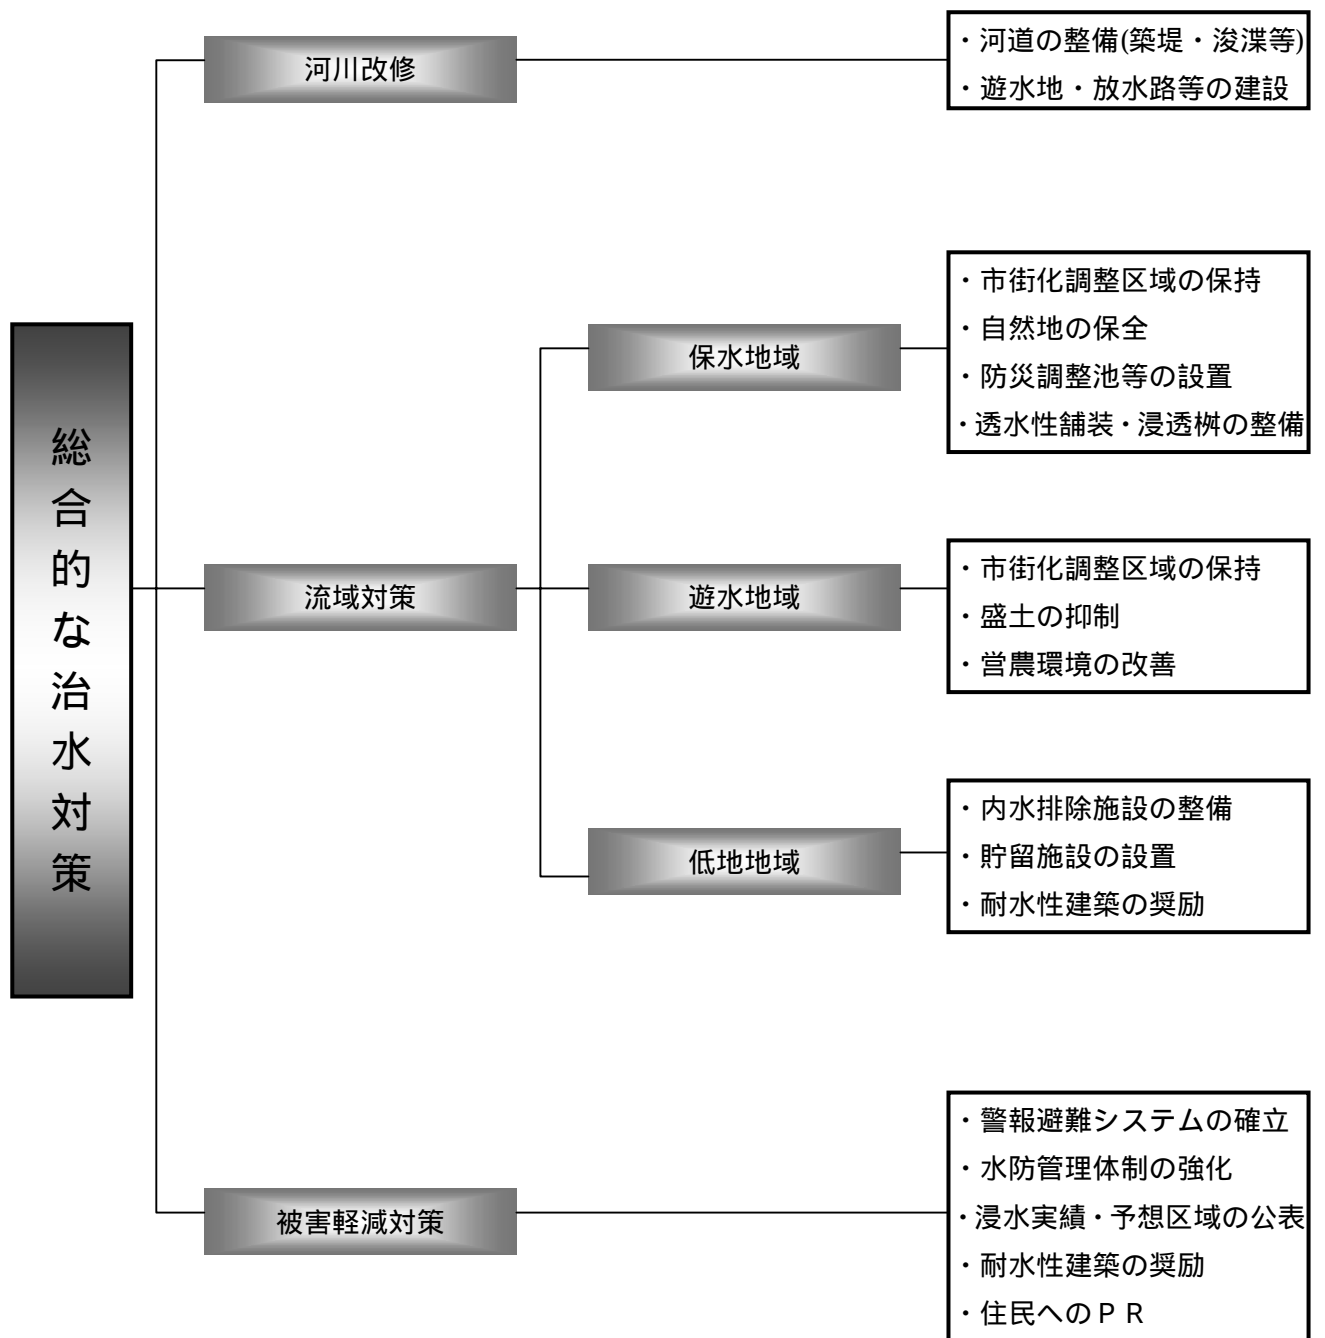 総合的な治水対策
河川改修
・河道の整備(築堤・浚渫等)
・遊水地・放水路等の建設
流域対策
保水地域
・市街化調整区域の保持
・自然地の保全
・防災調整池等の設置
・透水性舗装・浸透桝の整備
遊水地域
・市街化調整区域の保持
・盛土の抑制
・営農環境の改善
低地地域
・内水排除施設の整備
・貯留施設の設置
・耐水性建築の奨励
被害軽減対策
・警報避難システムの確立
・水防管理体制の強化
・浸水実績・予想区域の公表
・耐水性建築の奨励
・住民へのＰＲ